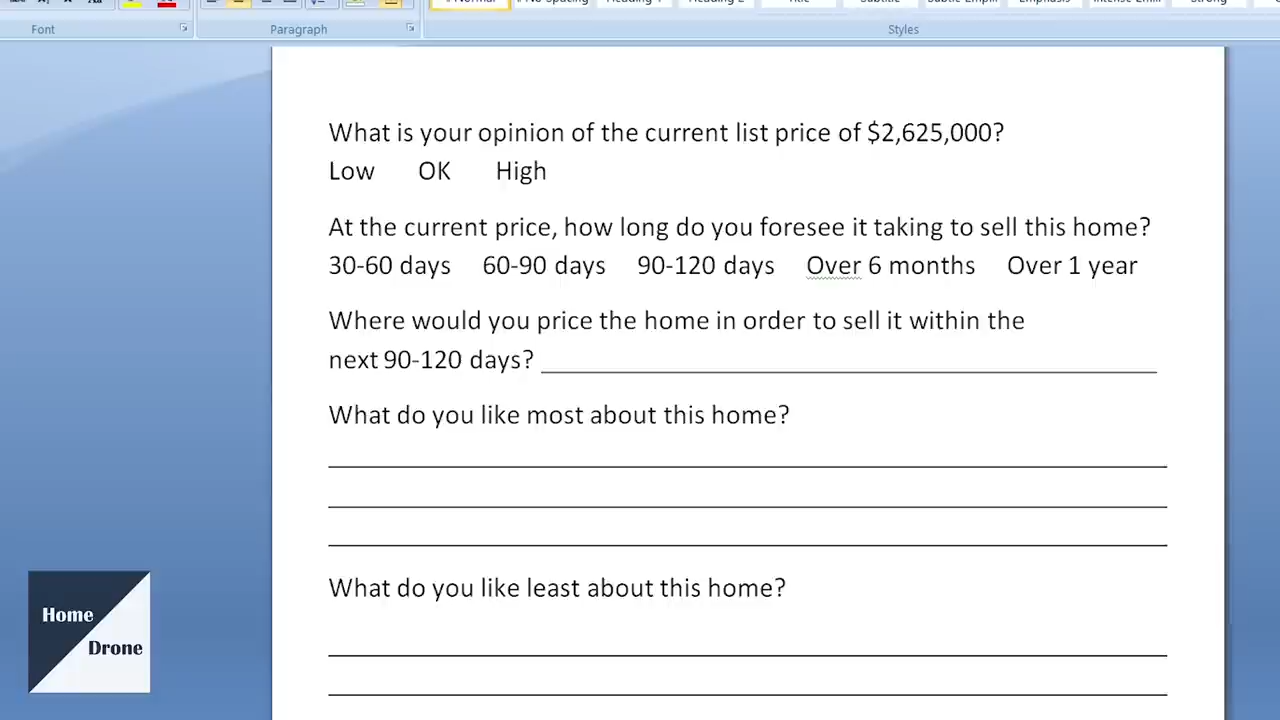 Font
Paragraph
Styles
What is your opinion of the current list price of $2,625,000?
Low OK High
At the current price, how long do you foresee it taking to sell this home?
30-60 days 60-90 days 90-120 days Over 6 months Over 1 year
Where would you price the home in order to sell it within the
next 90-120 days?
What do you like most about this home?
What do you like least about this home?
Home
Drone